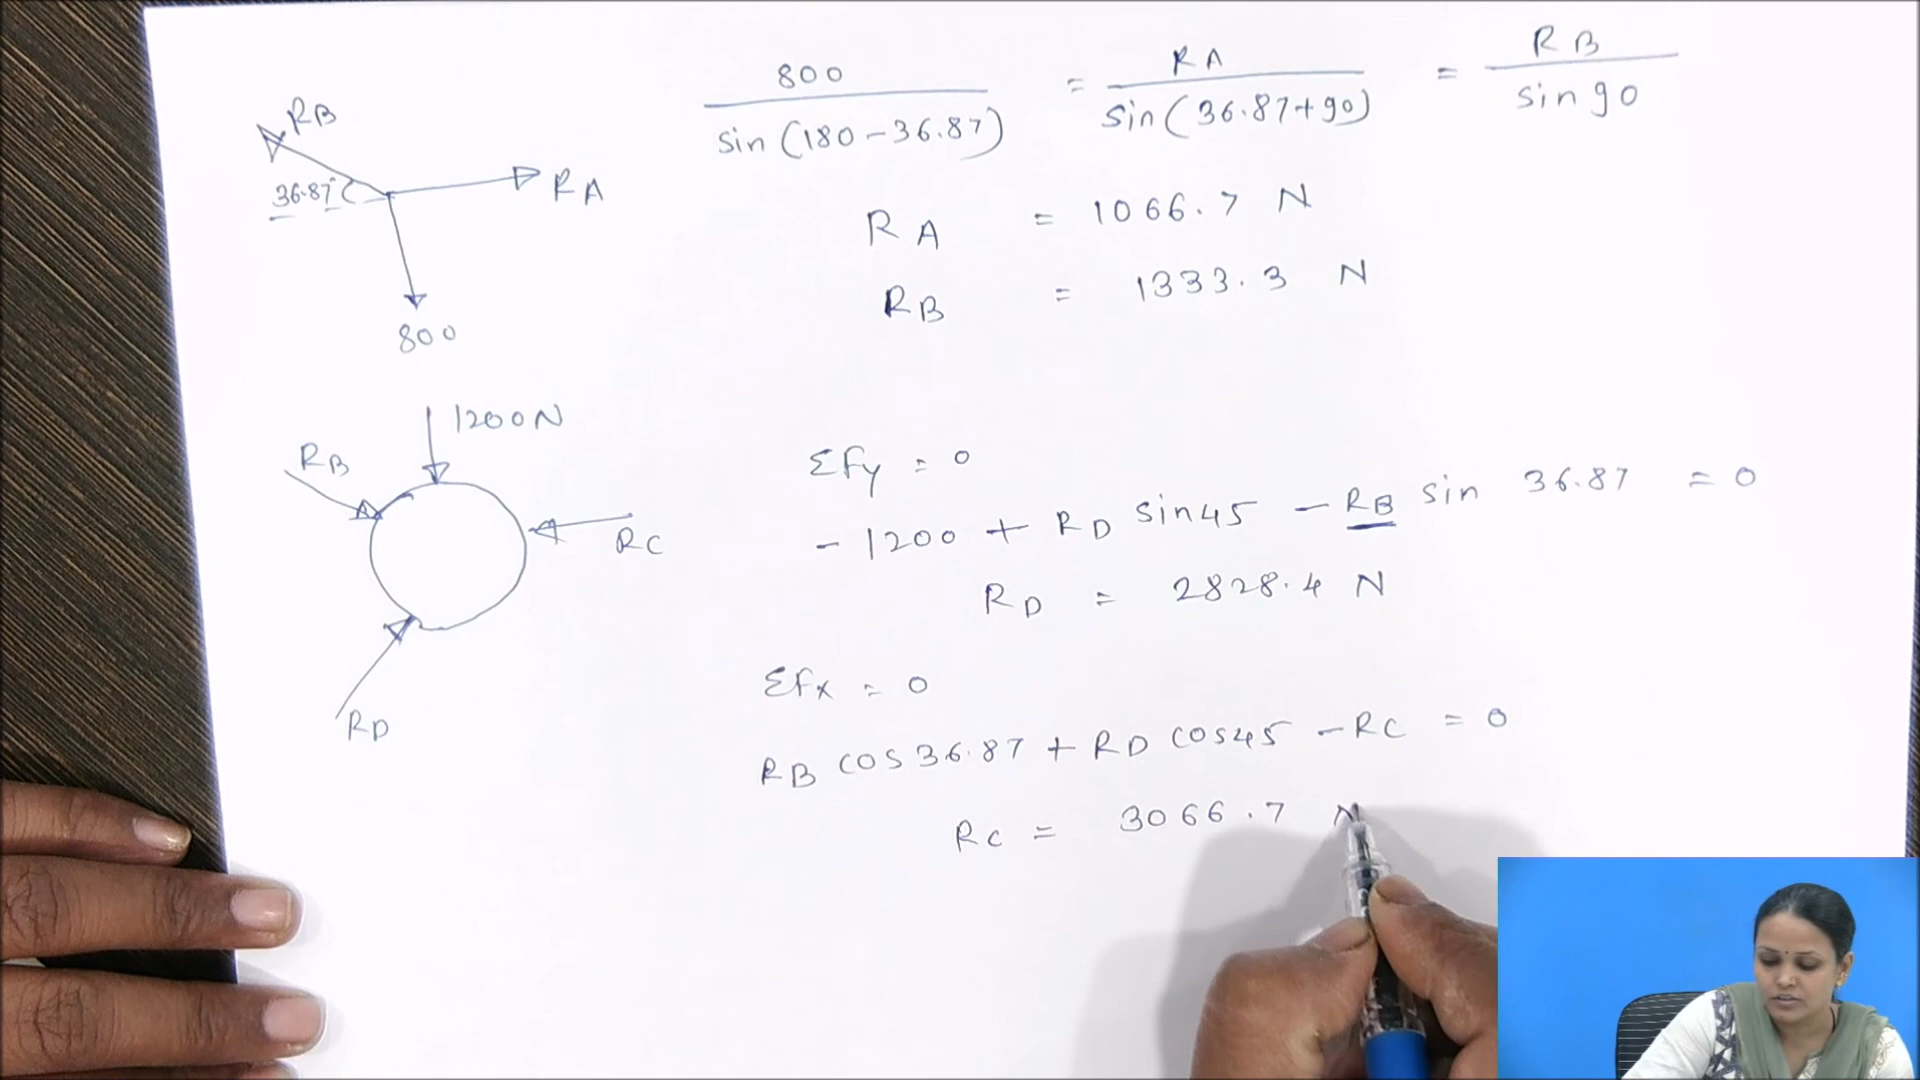 RB
36.87°
RA
800
800 / sin(180-36.87) = RA / sin(36.87+90) = RB / sin 90
RA = 1066.7 N
RB = 1333.3 N
1200N
RB
RC
RD
ΣFy = 0
-1200 + RD sin45 - RB sin 36.87 = 0
RD = 2828.4 N
ΣFx = 0
RB cos36.87 + RD cos45 - RC = 0
RC = 3066.7 N